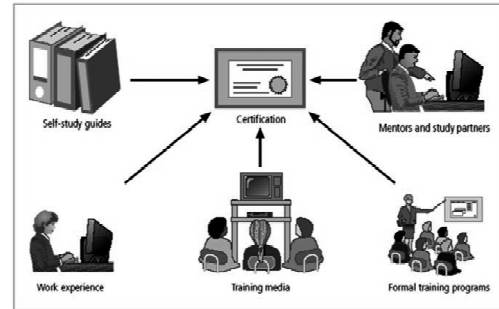 Self-study guides
Certification
Mentors and study partners
Work experience
Training media
Formal training programs